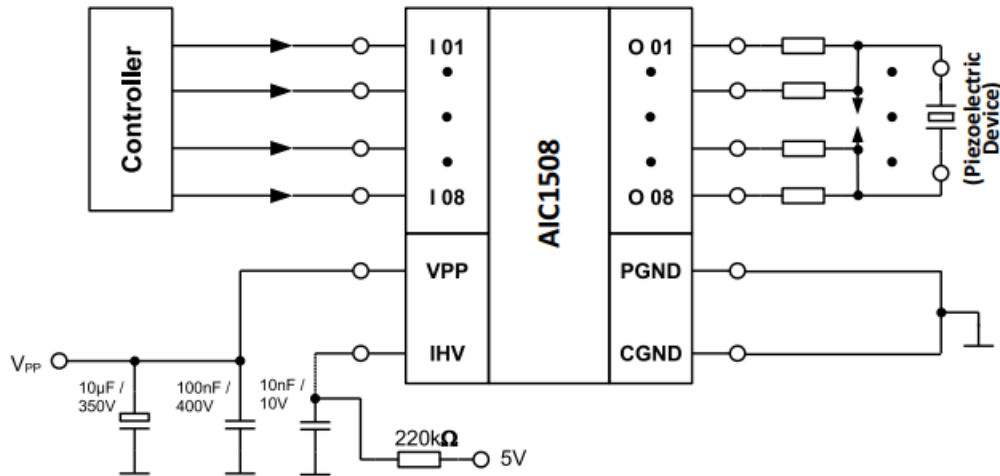 Controller
I 01
I 08
VPP
IHV
AIC1508
O 01
O 08
PGND
CGND
(Piezoelectric
Device)
VPP
10µF /
350V
100nF /
400V
10nF /
10V
220kΩ
5V